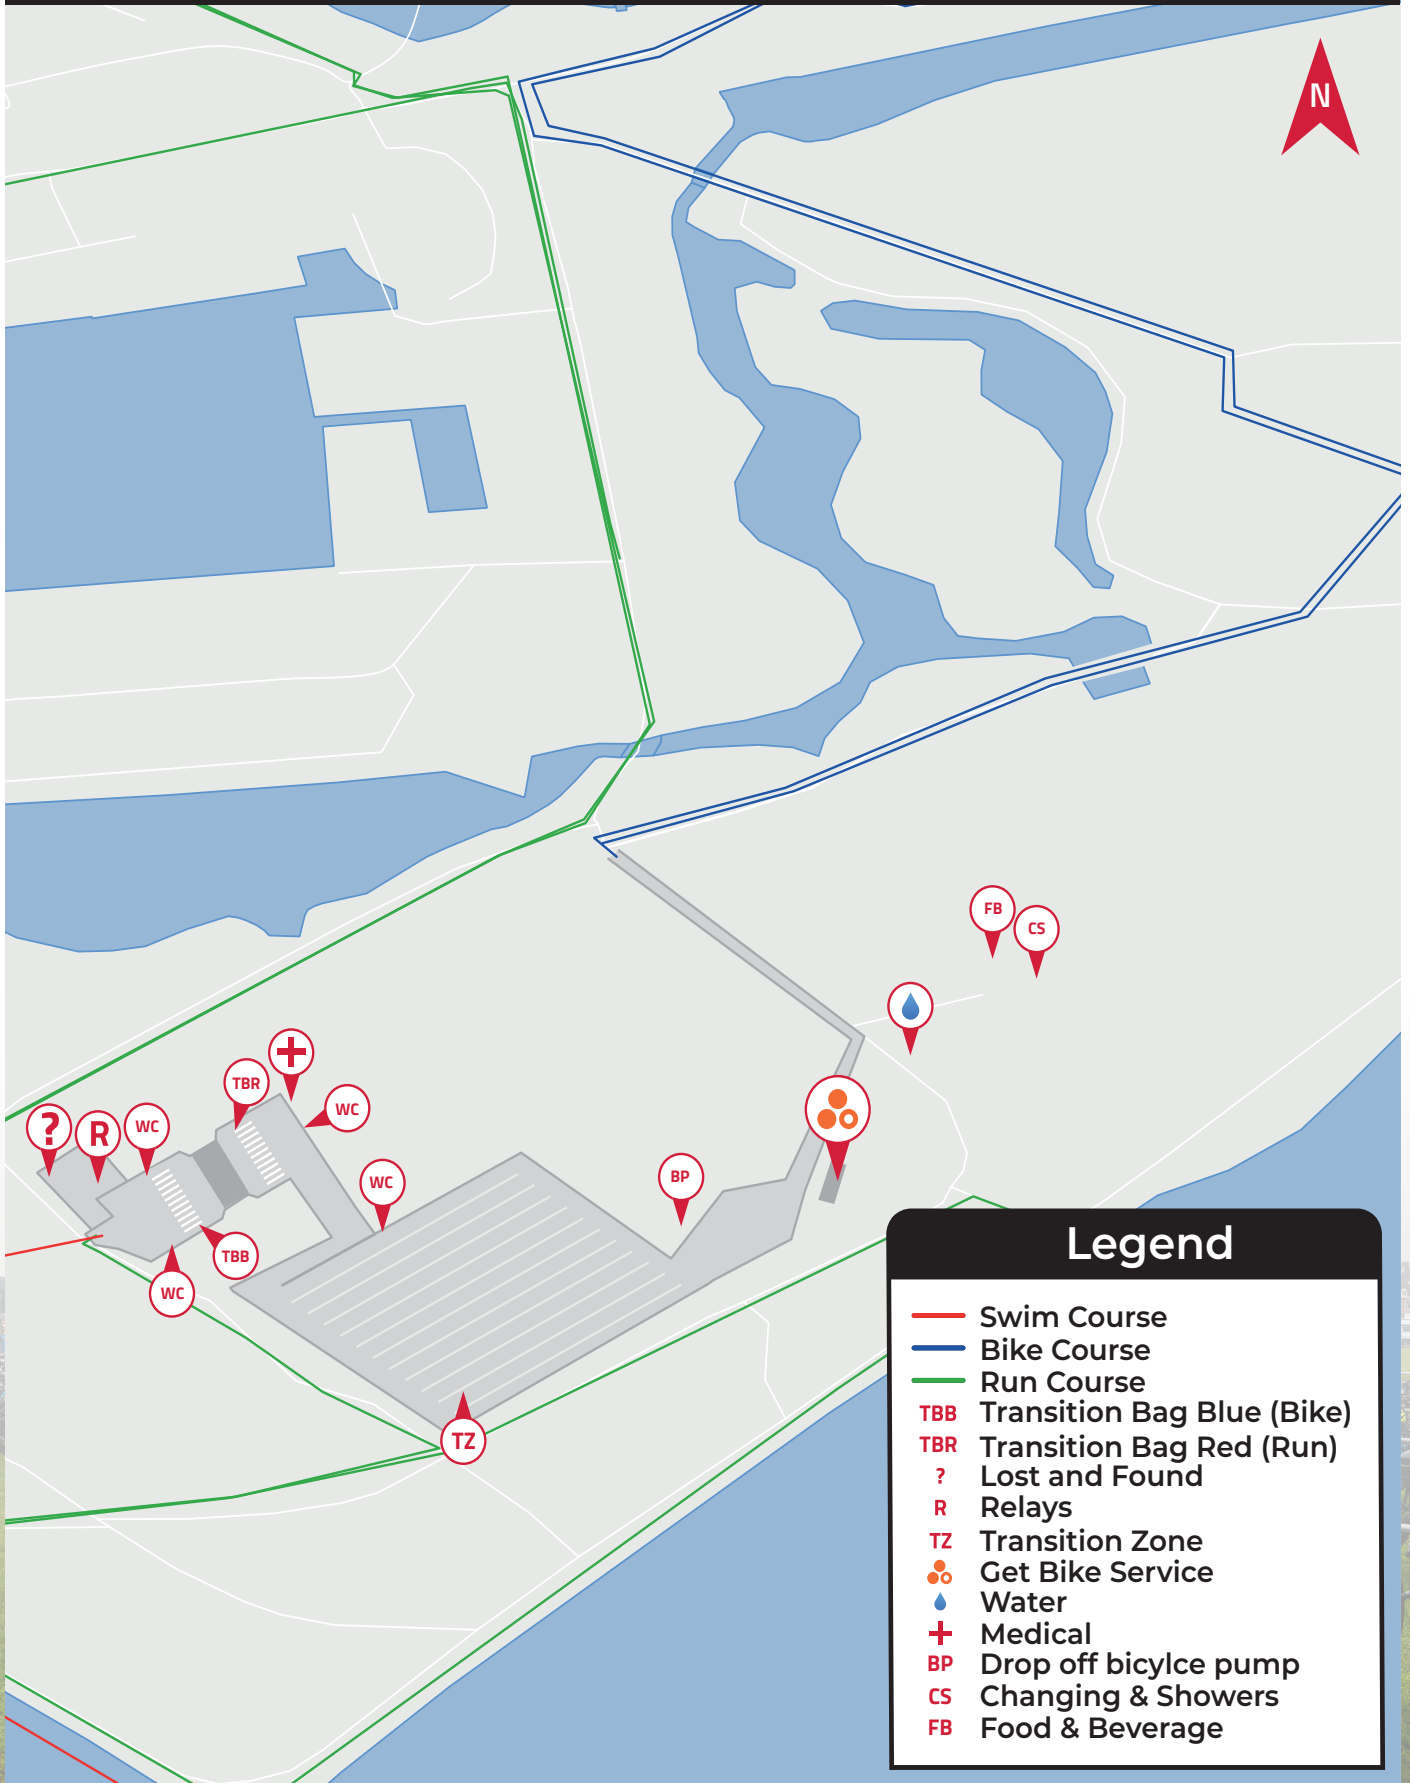 N
FB
CS
TBR
WC
?
R
WC
WC
BP
TBB
WC
TZ
Legend
Swim Course
Bike Course
Run Course
TBB Transition Bag Blue (Bike)
TBR Transition Bag Red (Run)
? Lost and Found
R Relays
TZ Transition Zone
Get Bike Service
Water
Medical
BP Drop off bicylce pump
CS Changing & Showers
FB Food & Beverage